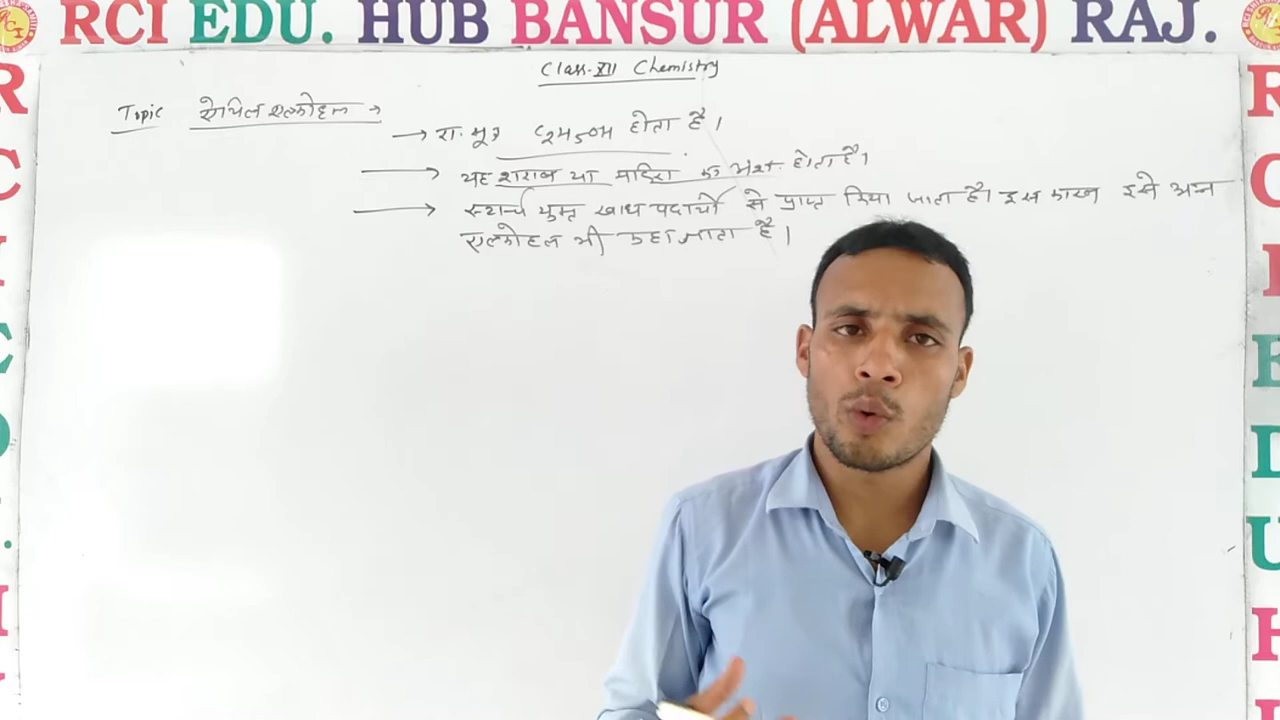 RCI EDU. HUB BANSUR (ALWAR) RAJ.
Class-XII Chemistry
Topic ऐथिल एल्कोहल →
→ रा. सूत्र C2H5OH होता है।
→ यह शराब या मदिरा का अंश होता है।
→ स्टार्च युक्त खाद्य पदार्थों से प्राप्त किया जाता है। इस कारण इसे अन्न
एल्कोहल भी कहा जाता है।
R
C
I
E
D
U
.
H
R
C
I
E
D
U
H